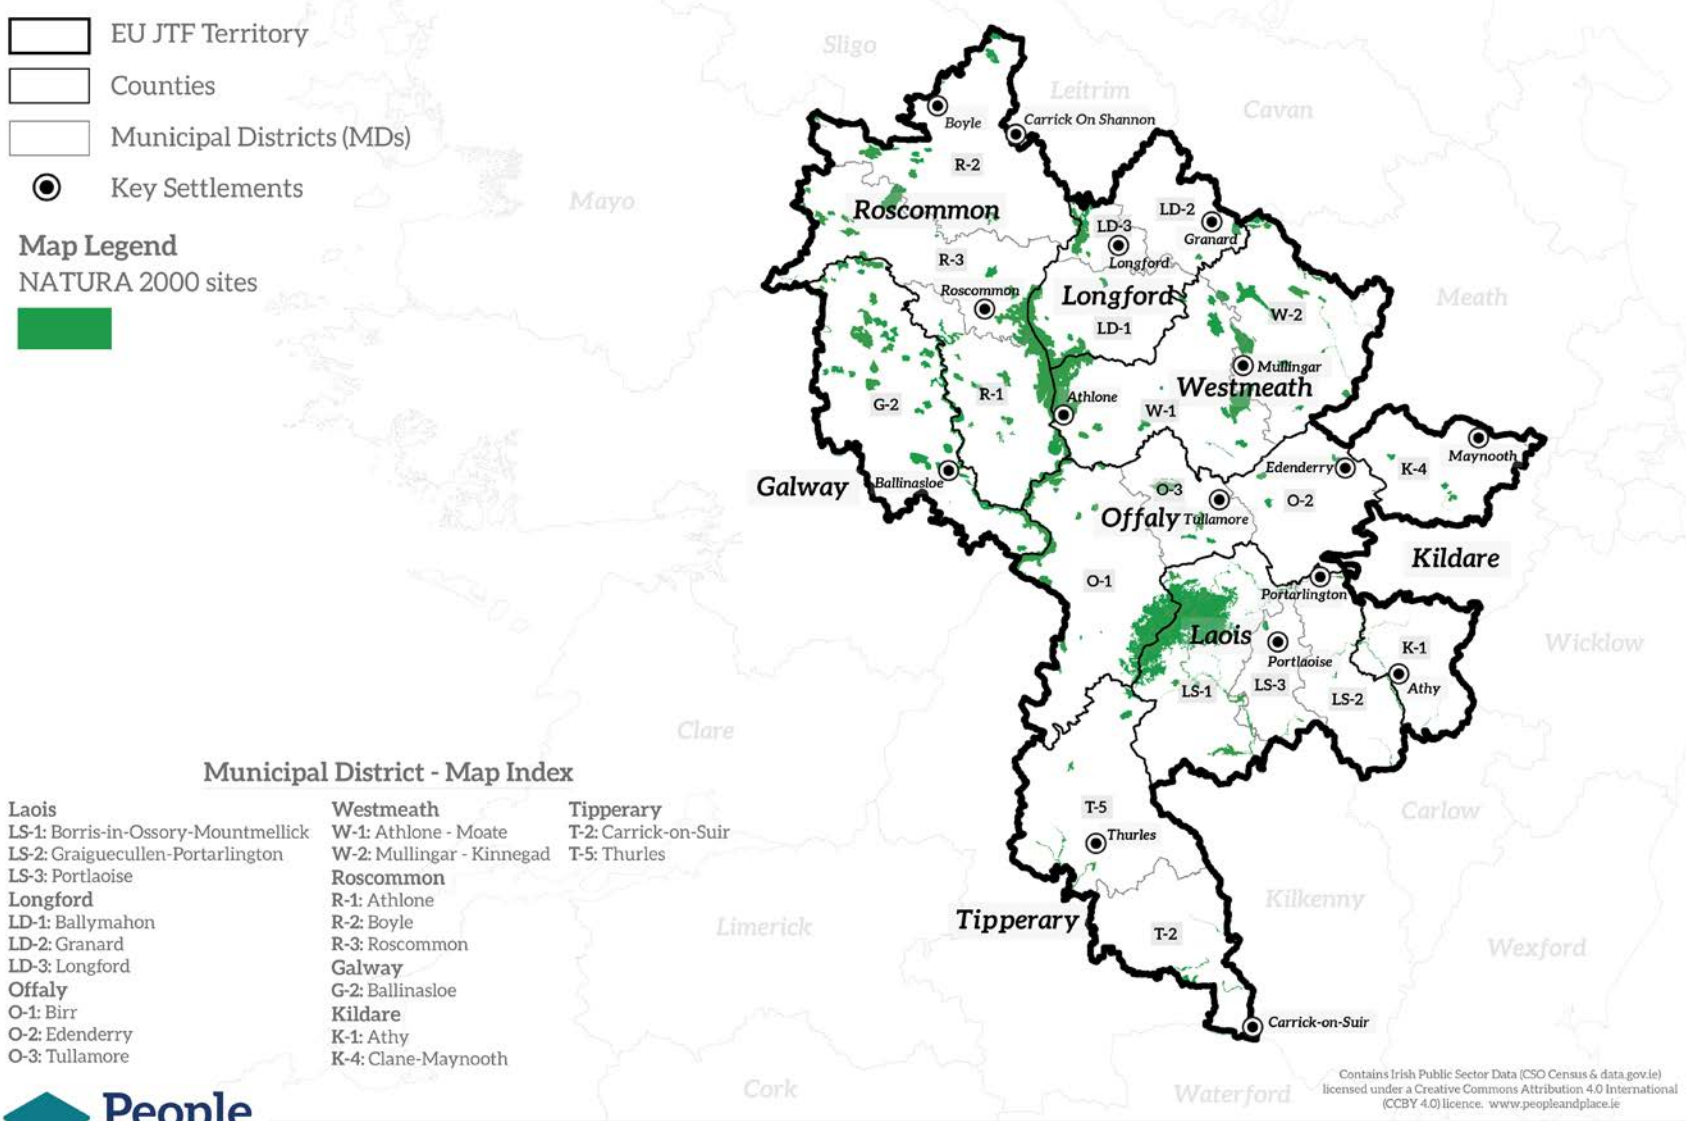 EU JTF Territory
Counties
Municipal Districts (MDs)
Key Settlements
Map Legend
NATURA 2000 sites
Sligo
Leitrim
Cavan
Mayo
Meath
Boyle
Carrick On Shannon
R-2
Roscommon
LD-2
LD-3
Granard
Longford
R-3
Roscommon
Longford
LD-1
W-2
Mullingar
Westmeath
G-2
R-1
Athlone
W-1
Maynooth
K-4
Edenderry
Galway
Ballinasloe
O-3
O-2
Offaly
Tullamore
Kildare
O-1
Portarlington
Laois
Wicklow
Portlaoise
K-1
LS-1
LS-3
LS-2
Athy
Clare
T-5
Thurles
Carlow
Tipperary
Limerick
T-2
Kilkenny
Wexford
Carrick-on-Suir
Cork
Waterford
Municipal District - Map Index
Laois
LS-1: Borris-in-Ossory-Mountmellick
LS-2: Graiguecullen-Portarlington
LS-3: Portlaoise
Longford
LD-1: Ballymahon
LD-2: Granard
LD-3: Longford
Offaly
O-1: Birr
O-2: Edenderry
O-3: Tullamore
Westmeath
W-1: Athlone - Moate
W-2: Mullingar - Kinnegad
Roscommon
R-1: Athlone
R-2: Boyle
R-3: Roscommon
Galway
G-2: Ballinasloe
Kildare
K-1: Athy
K-4: Clane-Maynooth
Tipperary
T-2: Carrick-on-Suir
T-5: Thurles
People
Contains Irish Public Sector Data (CSO Census & data.gov.ie)
licensed under a Creative Commons Attribution 4.0 International
(CCBY 4.0) licence. www.peopleandplace.ie